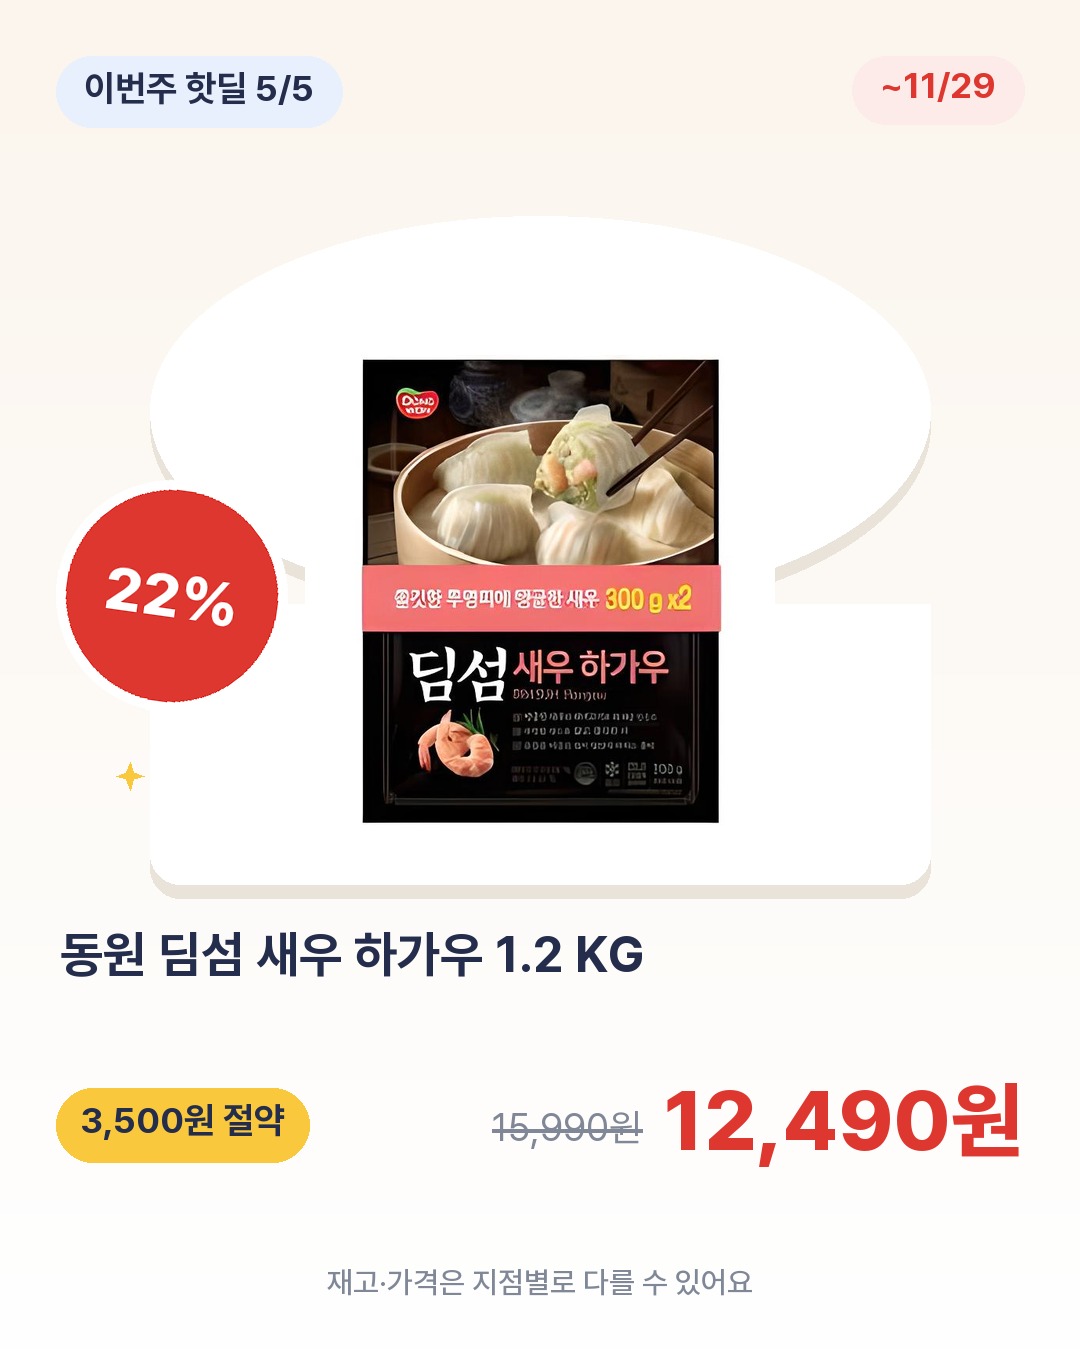 이번주 핫딜 5/5
~11/29
22%
300 g x2
딤섬 새우 하가우
동원 딤섬 새우 하가우 1.2 KG
3,500원 절약
15,990원 12,490원
재고·가격은 지점별로 다를 수 있어요